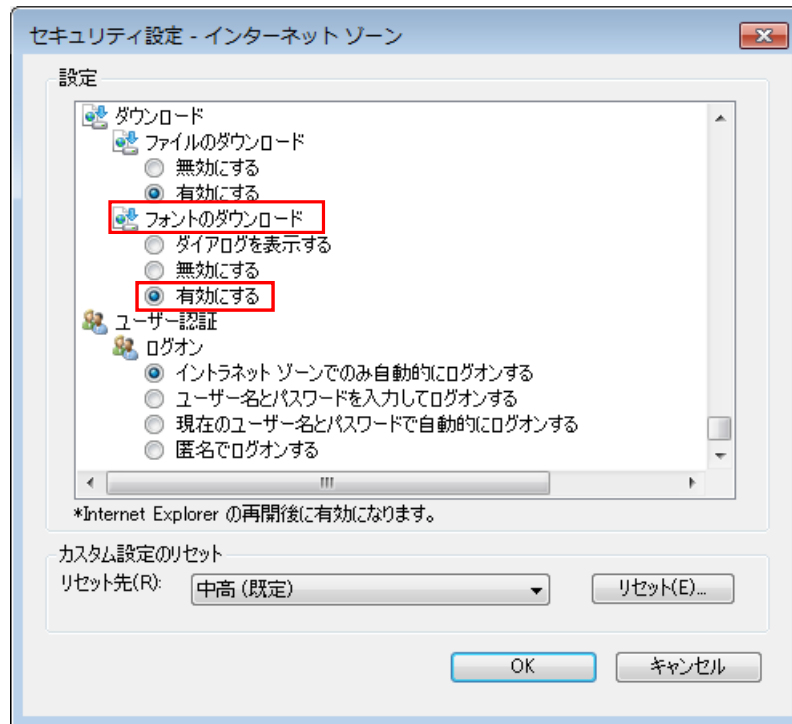 セキュリティ設定 - インターネット ゾーン
設定
ダウンロード
ファイルのダウンロード
無効にする
有効にする
フォントのダウンロード
ダイアログを表示する
無効にする
有効にする
ユーザー認証
ログオン
イントラネット ゾーンでのみ自動的にログオンする
ユーザー名とパスワードを入力してログオンする
現在のユーザー名とパスワードで自動的にログオンする
匿名でログオンする
*Internet Explorer の再開後に有効になります。
カスタム設定のリセット
リセット先(R): 中高 (既定) リセット(E)...
OK キャンセル